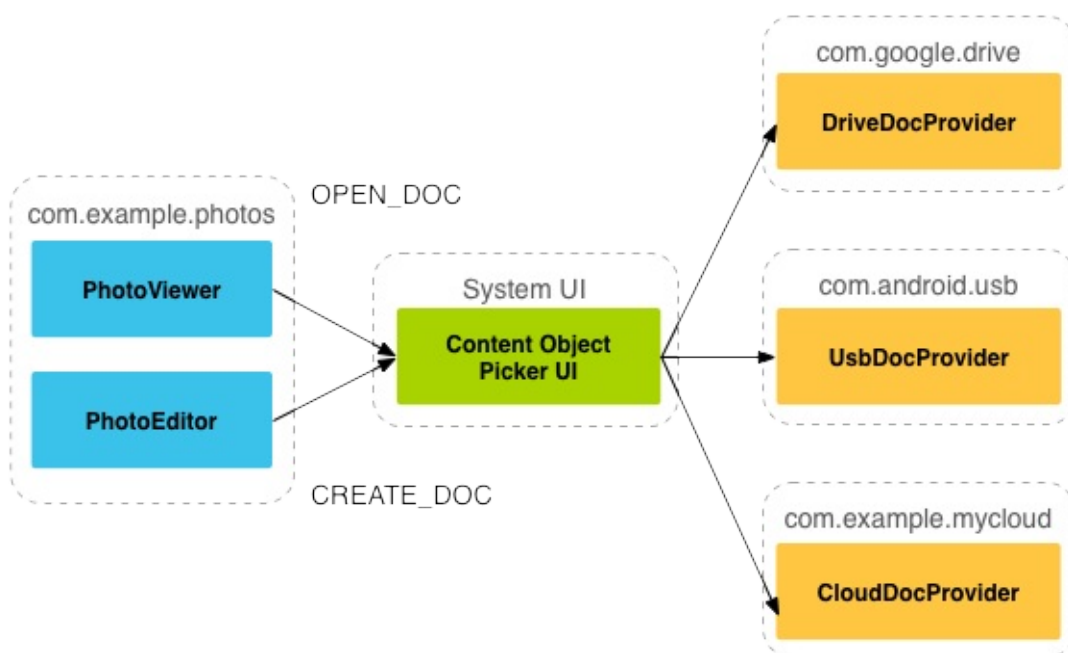 com.example.photos
PhotoViewer
PhotoEditor
OPEN_DOC
CREATE_DOC
System UI
Content Object
Picker UI
com.google.drive
DriveDocProvider
com.android.usb
UsbDocProvider
com.example.mycloud
CloudDocProvider